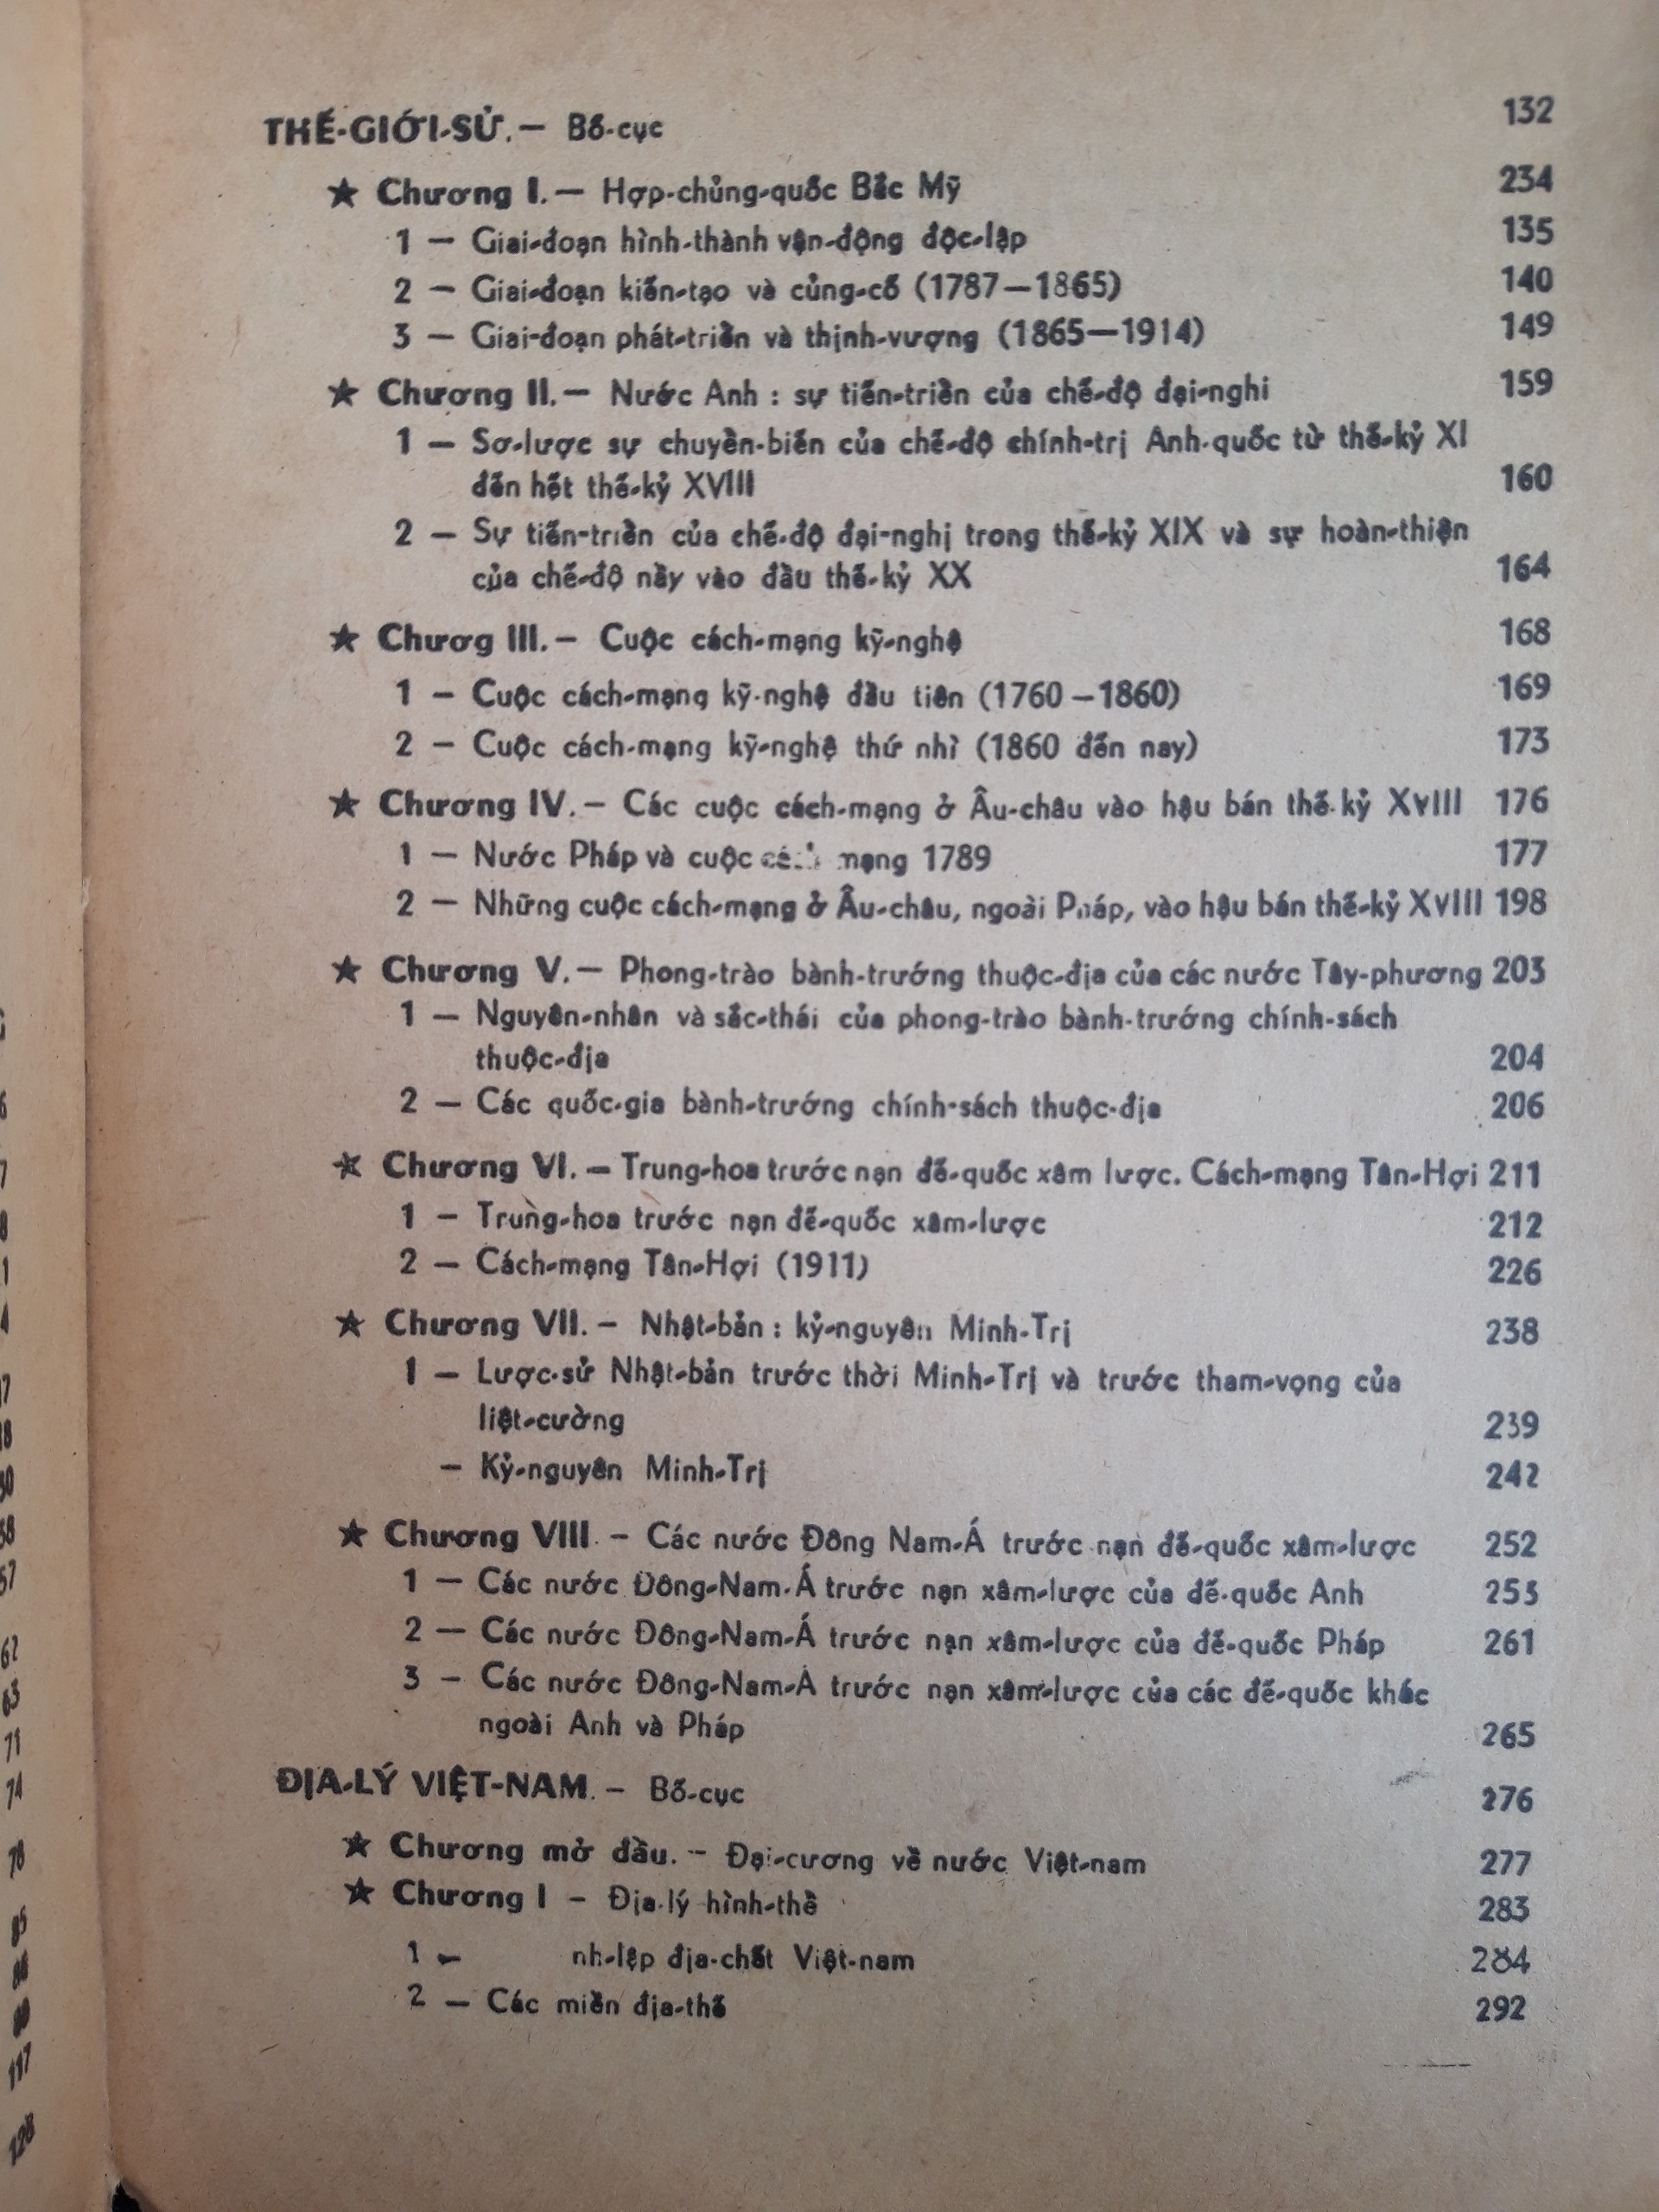 THẾ-GIỚI-SỬ. — Bố-cục 132
★ Chương I. — Hợp-chủng-quốc Bắc Mỹ 234
1 — Giai-đoạn hình-thành vận-động độc-lập 135
2 — Giai-đoạn kiến-tạo và củng-cố (1787—1865) 140
3 — Giai-đoạn phát-triển và thịnh-vượng (1865—1914) 149
★ Chương II. — Nước Anh : sự tiến-triển của chế-độ đại-nghi 159
1 — Sơ-lược sự chuyển-biến của chế-độ chính-trị Anh-quốc từ thế-kỷ XI
đến hết thế-kỷ XVIII 160
2 — Sự tiến-triển của chế-độ đại-nghị trong thế-kỷ XIX và sự hoàn-thiện
của chế-độ nầy vào đầu thế-kỷ XX 164
★ Chươg III. — Cuộc cách-mạng kỹ-nghệ 168
1 — Cuộc cách-mạng kỹ-nghệ đầu tiên (1760—1860) 169
2 — Cuộc cách-mạng kỹ-nghệ thứ nhì (1860 đến nay) 173
★ Chương IV. — Các cuộc cách-mạng ở Âu-châu vào hậu bán thế-kỷ XVIII 176
1 — Nước Pháp và cuộc cách mạng 1789 177
2 — Những cuộc cách-mạng ở Âu-châu, ngoài Pháp, vào hậu bán thế-kỷ XVIII 198
★ Chương V. — Phong-trào bành-trướng thuộc-địa của các nước Tây-phương 203
1 — Nguyên-nhân và sắc-thái của phong-trào bành-trướng chính-sách
thuộc-địa 204
2 — Các quốc-gia bành-trướng chính-sách thuộc-địa 206
★ Chương VI. — Trung-hoa trước nạn đế-quốc xâm lược. Cách-mạng Tân-Hợi 211
1 — Trung-hoa trước nạn đế-quốc xâm-lược 212
2 — Cách-mạng Tân-Hợi (1911) 226
★ Chương VII. — Nhật-bản : kỷ-nguyên Minh-Trị 238
1 — Lược-sử Nhật-bản trước thời Minh-Trị và trước tham-vọng của
liệt-cường 239
— Kỷ-nguyên Minh-Trị 242
★ Chương VIII. — Các nước Đông Nam-Á trước nạn đế-quốc xâm-lược 252
1 — Các nước Đông-Nam-Á trước nạn xâm-lược của đế-quốc Anh 253
2 — Các nước Đông-Nam-Á trước nạn xâm-lược của đế-quốc Pháp 261
3 — Các nước Đông-Nam-Á trước nạn xâm-lược của các đế-quốc khác
ngoài Anh và Pháp 265
ĐỊA-LÝ VIỆT-NAM. — Bố-cục 276
★ Chương mở đầu. — Đại-cương về nước Việt-nam 277
★ Chương I — Địa-lý hình-thể 283
1 — nh-lập địa-chất Việt-nam 284
2 — Các miền địa-thế 292